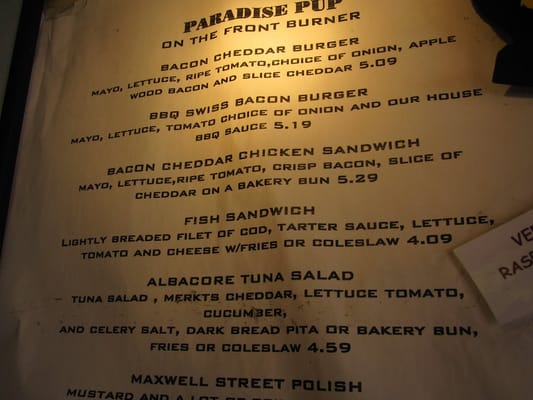 PARADISE PUP
ON THE FRONT BURNER
BACON CHEDDAR BURGER
MAYO, LETTUCE, RIPE TOMATO,CHOICE OF ONION, APPLE
WOOD BACON AND SLICE CHEDDAR 5.09
BBQ SWISS BACON BURGER
MAYO, LETTUCE, TOMATO CHOICE OF ONION AND OUR HOUSE
BBQ SAUCE 5.19
BACON CHEDDAR CHICKEN SANDWICH
MAYO, LETTUCE,RIPE TOMATO, CRISP BACON, SLICE OF
CHEDDAR ON A BAKERY BUN 5.29
FISH SANDWICH
LIGHTLY BREADED FILET OF COD, TARTER SAUCE, LETTUCE,
TOMATO AND CHEESE W/FRIES OR COLESLAW 4.09
ALBACORE TUNA SALAD
TUNA SALAD , MERKTS CHEDDAR, LETTUCE TOMATO,
CUCUMBER,
AND CELERY SALT, DARK BREAD PITA OR BAKERY BUN,
FRIES OR COLESLAW 4.59
MAXWELL STREET POLISH
MUSTARD AND A LOT OF